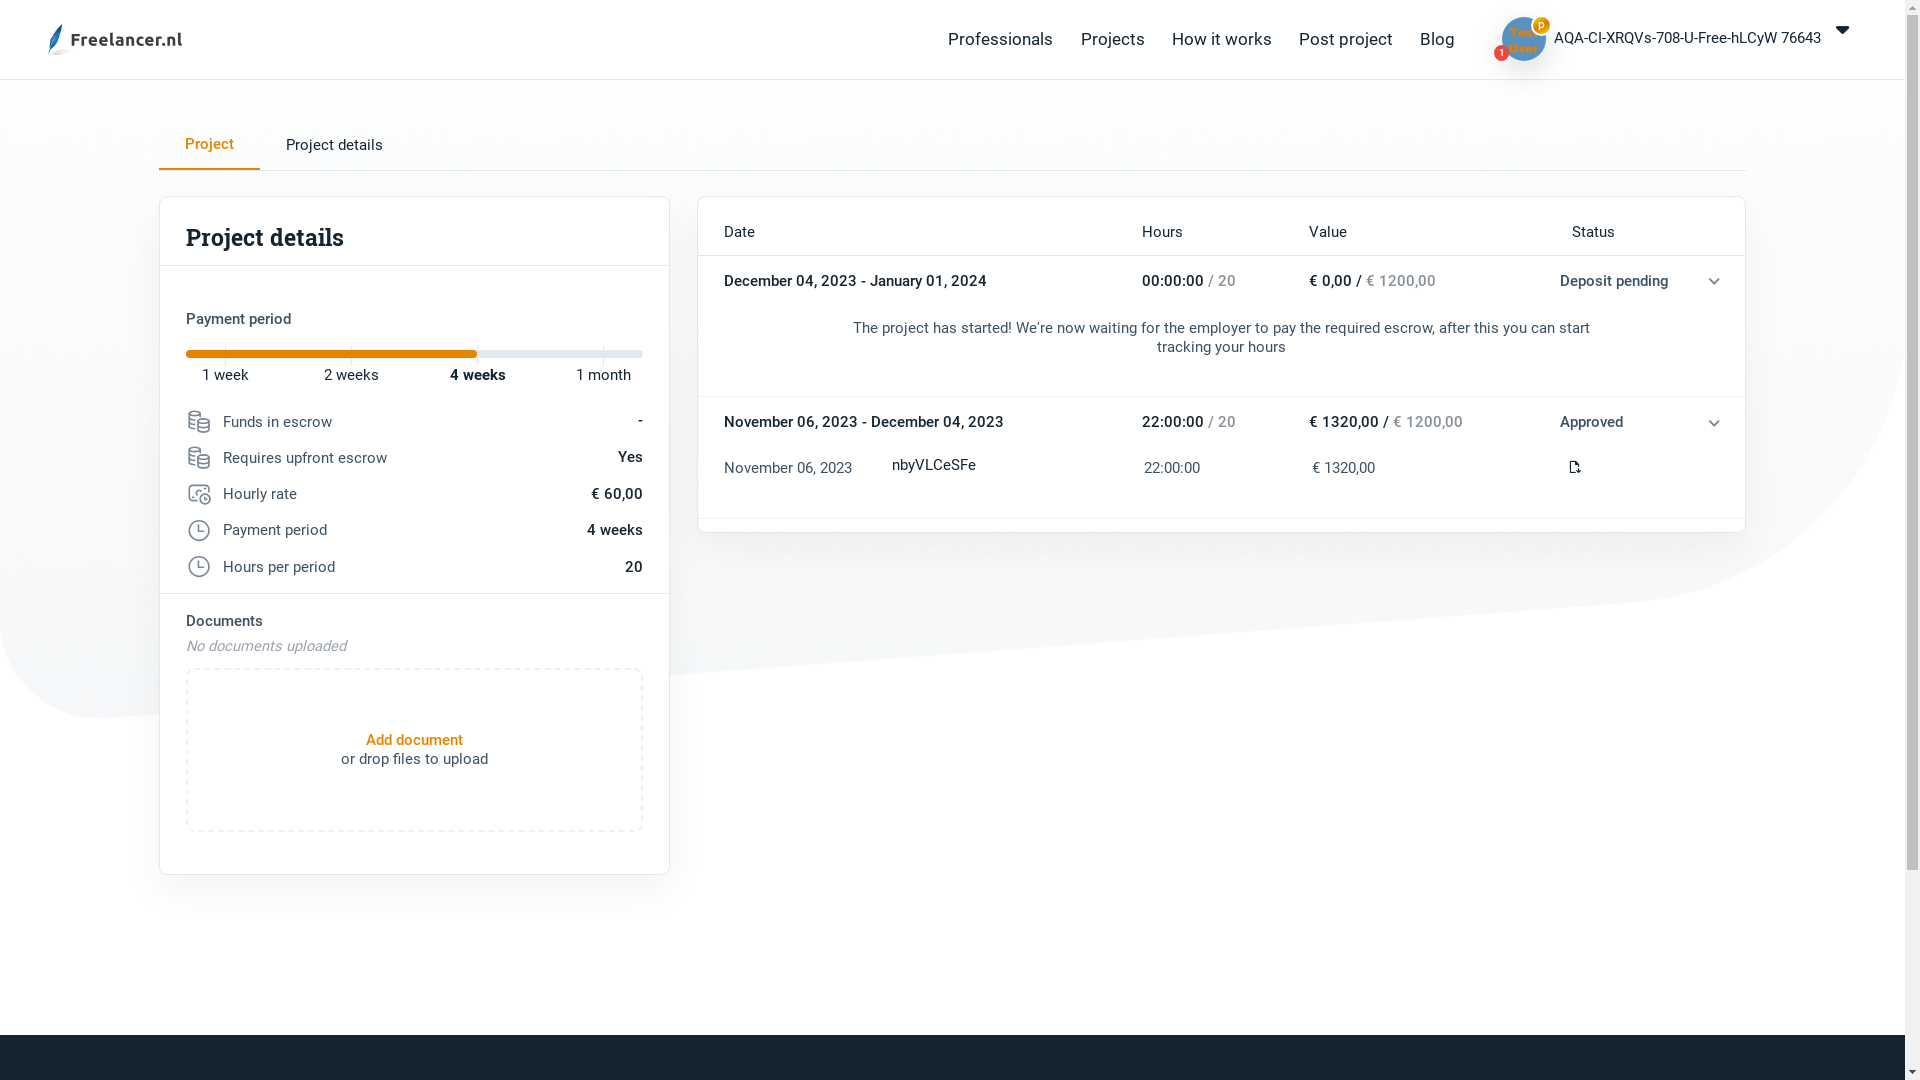 Freelancer.nl
Professionals
Projects
How it works
Post project
Blog
Test
User
p
1
AQA-CI-XRQVs-708-U-Free-hLCyW 76643
Project
Project details
Project details
Payment period
1 week
2 weeks
4 weeks
1 month
Funds in escrow
-
Requires upfront escrow
Yes
Hourly rate
€ 60,00
Payment period
4 weeks
Hours per period
20
Documents
No documents uploaded
Add document
or drop files to upload
Date
Hours
Value
Status
December 04, 2023 - January 01, 2024
00:00:00 / 20
€ 0,00 / € 1200,00
Deposit pending
The project has started! We're now waiting for the employer to pay the required escrow, after this you can start
tracking your hours
November 06, 2023 - December 04, 2023
22:00:00 / 20
€ 1320,00 / € 1200,00
Approved
November 06, 2023
nbyVLCeSFe
22:00:00
€ 1320,00